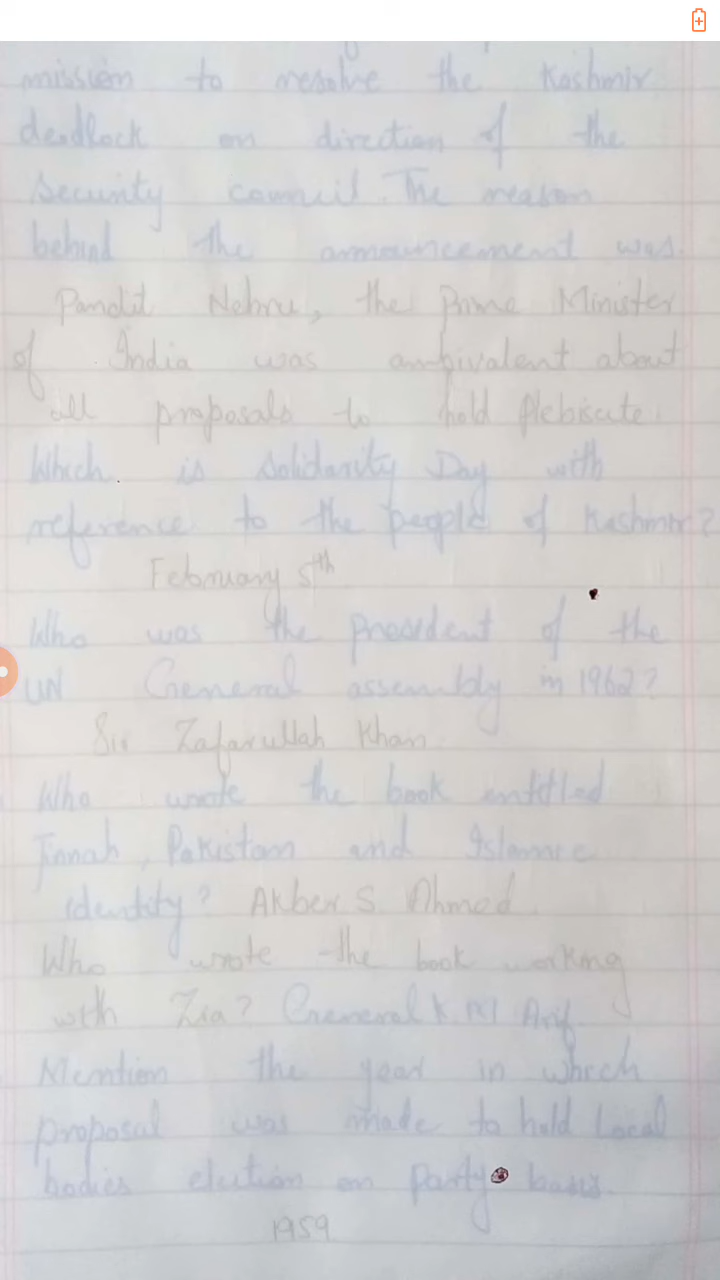 mission to resolve the Kashmir
deadlock on direction of the
Security council. The reason
behind the announcement was.
Pandit Nehru, the Prime Minister
of India was ambivalent about
all proposals to hold Plebiscite.
Which is Solidarity Day with
reference to the people of Kashmir?
February 5th
Who was the president of the
UN General assembly in 1962?
Sir Zafarullah Khan.
Who wrote the book entitled
Jinnah, Pakistan and Islamic
identity? Akber S. Ahmed.
Who wrote the book working
with Zia? General K.M Arif
Mention the year in which
proposal was made to hold Local
bodies election on party basis.
1959